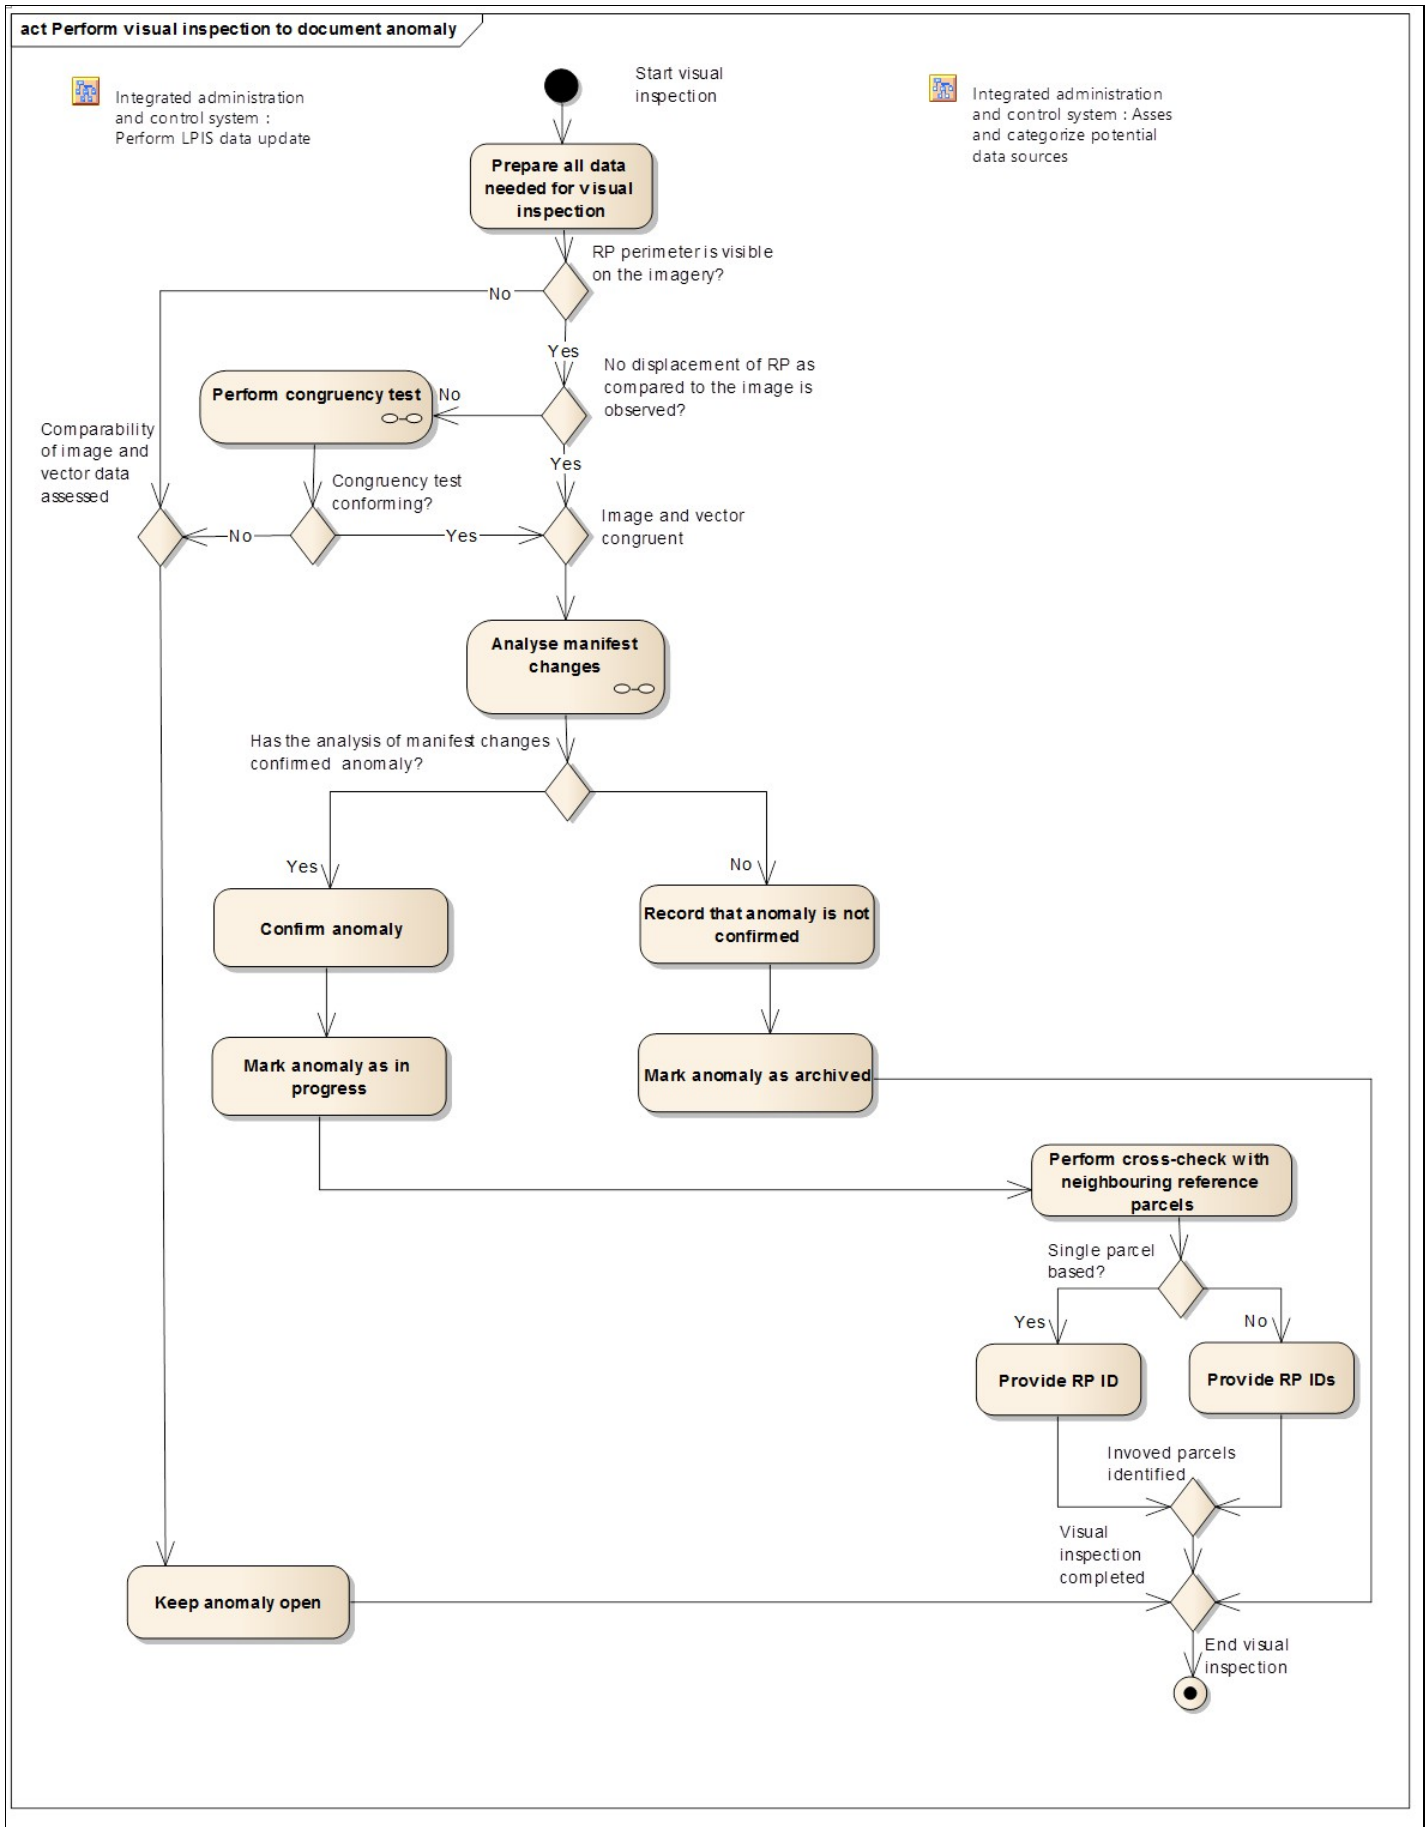 act Perform visual inspection to document anomaly
Integrated administration
and control system :
Perform LPIS data update
Start visual
inspection
Integrated administration
and control system : Asses
and categorize potential
data sources
Prepare all data
needed for visual
inspection
RP perimeter is visible
on the imagery?
No
Yes
No displacement of RP as
compared to the image is
observed?
Perform congruency test
No
Comparability
of image and
vector data
assessed
Yes
Congruency test
conforming?
Image and vector
congruent
No
Yes
Analyse manifest
changes
Has the analysis of manifest changes
confirmed anomaly?
Yes
No
Confirm anomaly
Record that anomaly is not
confirmed
Mark anomaly as in
progress
Mark anomaly as archived
Perform cross-check with
neighbouring reference
parcels
Single parcel
based?
Yes
No
Provide RP ID
Provide RP IDs
Invoved parcels
identified
Visual
inspection
completed
Keep anomaly open
End visual
inspection